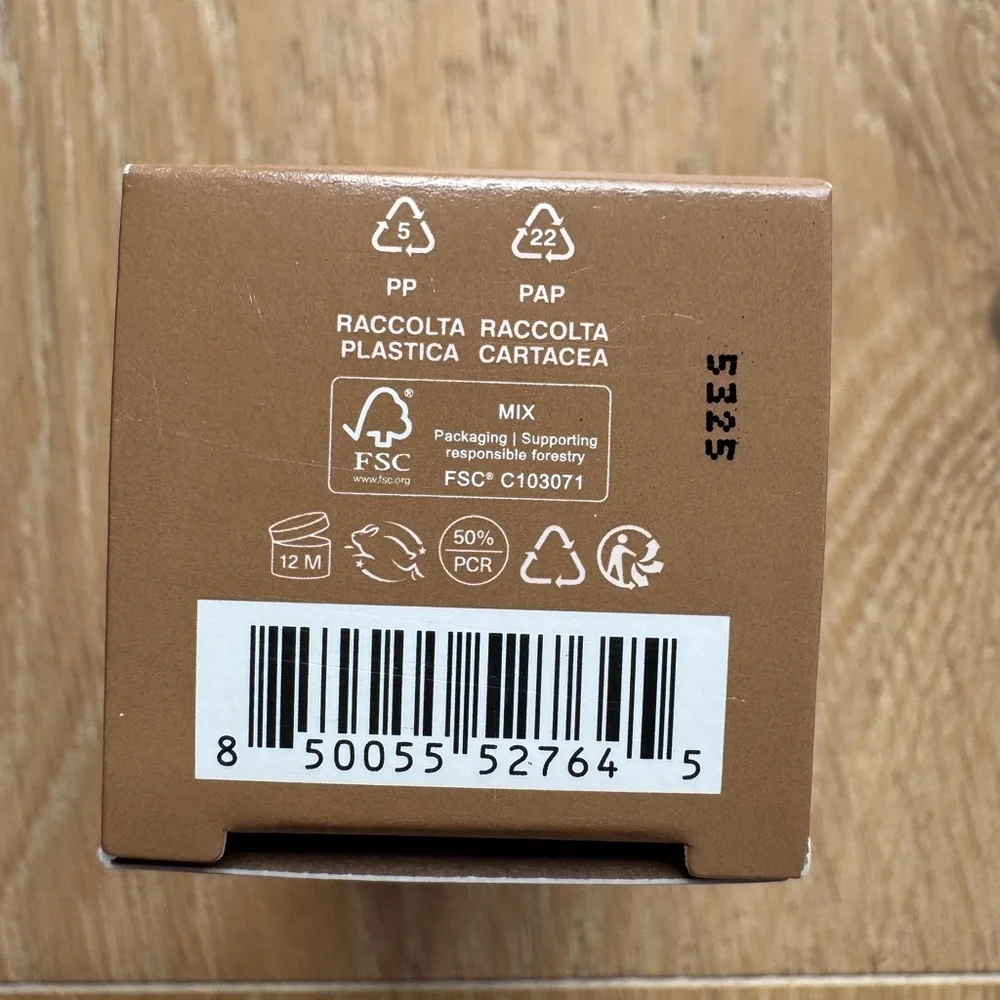 5
22
PP
PAP
RACCOLTA PLASTICA
RACCOLTA CARTACEA
FSC®
www.fsc.org
MIX
Packaging | Supporting
responsible forestry
FSC® C103071
5325
12 M
50%
PCR
8 50055 52764 5